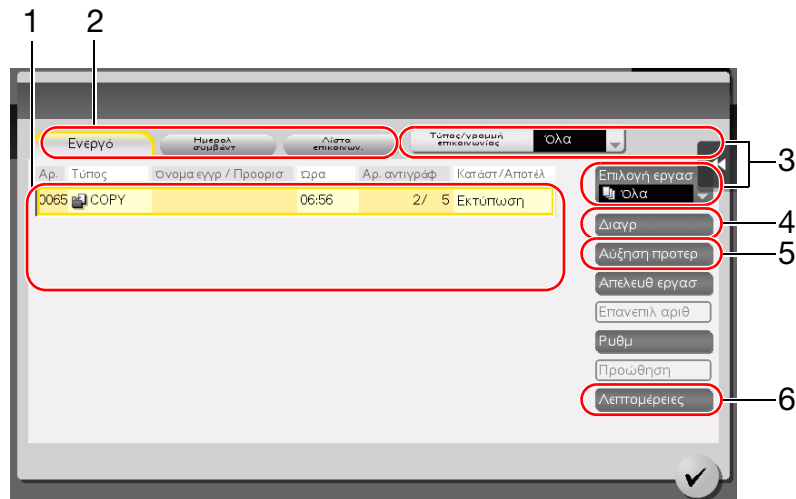 1 2
Ενεργό Ημερολ συμβάντ Λίστα επικοινων. Τύπος/γραμμή επικοινωνίας Όλα
3
Αρ. Τύπος Όνομα εγγρ / Προορισ Ώρα Αρ. αντιγράφ Κατάστ/Αποτέλ
0065 COPY 06:56 2/ 5 Εκτύπωση
Επιλογή εργασ
Όλα
Διαγρ 4
Αύξηση προτερ 5
Απελευθ εργασ
Επανεπιλ αριθ
Ρυθμ
Προώθηση
Λεπτομέρειες 6